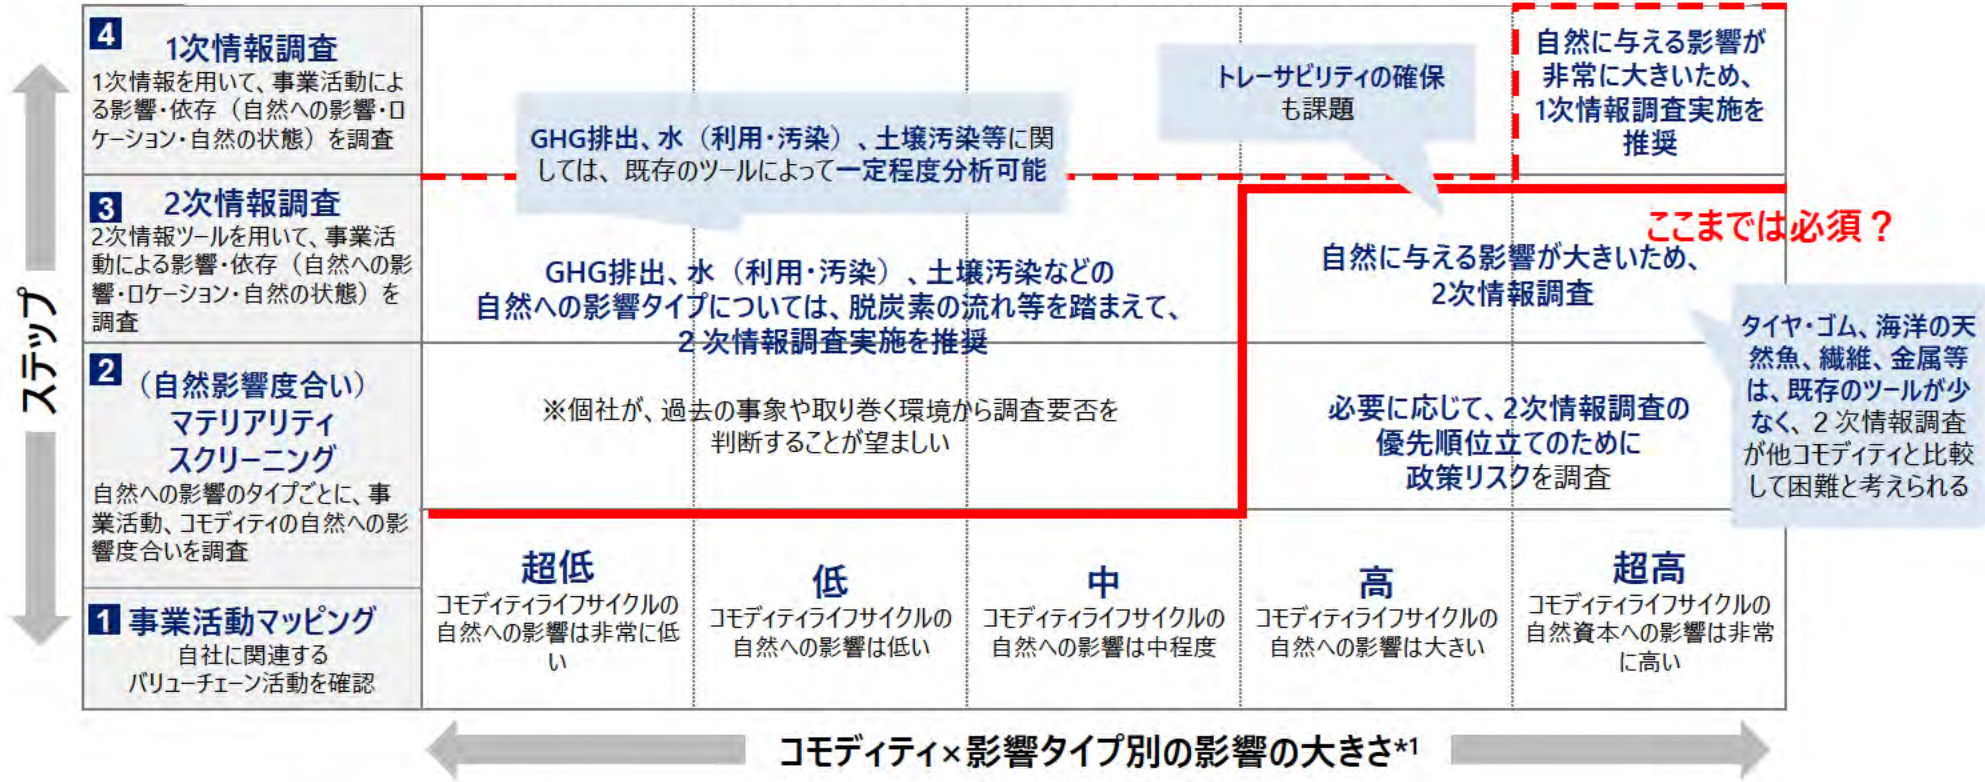 ステップ
4 1次情報調査
1次情報を用いて、事業活動によ
る影響・依存（自然への影響・ロ
ケーション・自然の状態）を調査
3 2次情報調査
2次情報ツールを用いて、事業活
動による影響・依存（自然への影
響・ロケーション・自然の状態）を
調査
2 （自然影響度合い）
マテリアリティ
スクリーニング
自然への影響のタイプごとに、事
業活動、コモディティの自然への影
響度合いを調査
1 事業活動マッピング
自社に関連する
バリューチェーン活動を確認
GHG排出、水（利用・汚染）、土壌汚染等に関
しては、既存のツールによって一定程度分析可能
トレーサビリティの確保
も課題
自然に与える影響が
非常に大きいため、
1次情報調査実施を
推奨
ここまでは必須？
GHG排出、水（利用・汚染）、土壌汚染などの
自然への影響タイプについては、脱炭素の流れ等を踏まえて、
２次情報調査実施を推奨
自然に与える影響が大きいため、
2次情報調査
タイヤ・ゴム、海洋の天
然魚、繊維、金属等
は、既存のツールが少
なく、２次情報調査
が他コモディティと比較
して困難と考えられる
※個社が、過去の事象や取り巻く環境から調査要否を
判断することが望ましい
必要に応じて、2次情報調査の
優先順位立てのために
政策リスクを調査
超低
コモディティライフサイクルの
自然への影響は非常に低
い
低
コモディティライフサイクルの
自然への影響は低い
中
コモディティライフサイクルの
自然への影響は中程度
高
コモディティライフサイクルの
自然への影響は大きい
超高
コモディティライフサイクルの
自然資本への影響は非常
に高い
コモディティ×影響タイプ別の影響の大きさ*1